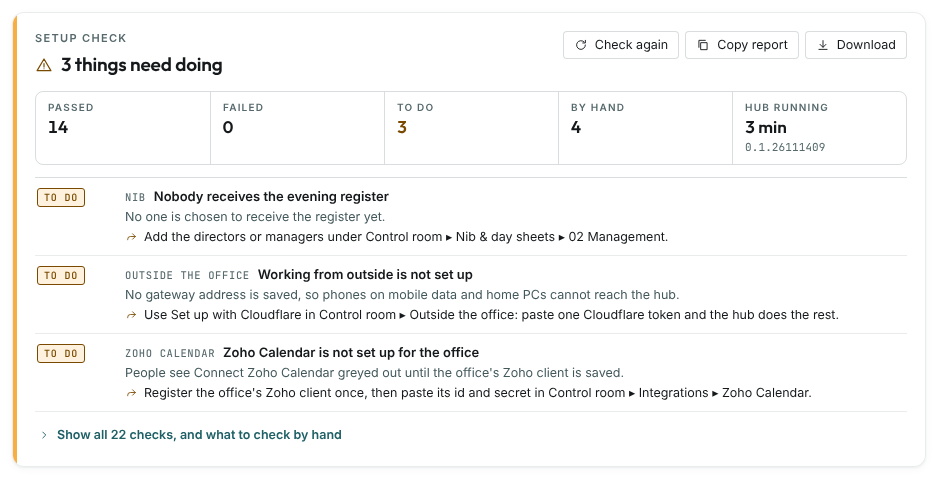 SETUP CHECK
3 things need doing
Check again
Copy report
Download
PASSED
14
FAILED
0
TO DO
3
BY HAND
4
HUB RUNNING
3 min
0.1.26111409
TO DO
NIB Nobody receives the evening register
No one is chosen to receive the register yet.
Add the directors or managers under Control room ▸ Nib & day sheets ▸ 02 Management.
TO DO
OUTSIDE THE OFFICE Working from outside is not set up
No gateway address is saved, so phones on mobile data and home PCs cannot reach the hub.
Use Set up with Cloudflare in Control room ▸ Outside the office: paste one Cloudflare token and the hub does the rest.
TO DO
ZOHO CALENDAR Zoho Calendar is not set up for the office
People see Connect Zoho Calendar greyed out until the office's Zoho client is saved.
Register the office's Zoho client once, then paste its id and secret in Control room ▸ Integrations ▸ Zoho Calendar.
Show all 22 checks, and what to check by hand